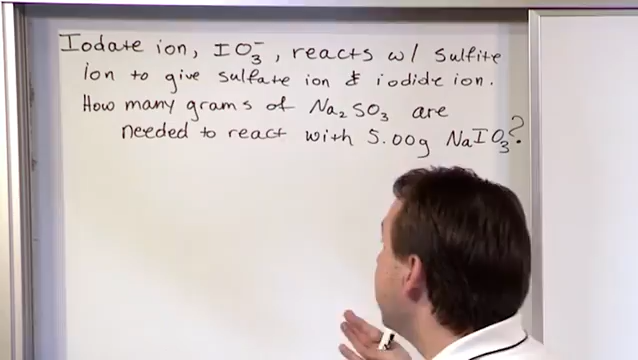 Iodate ion, IO₃⁻, reacts w/ sulfite
ion to give sulfate ion & iodide ion.
How many grams of Na₂SO₃ are
needed to react with 5.00g NaIO₃?